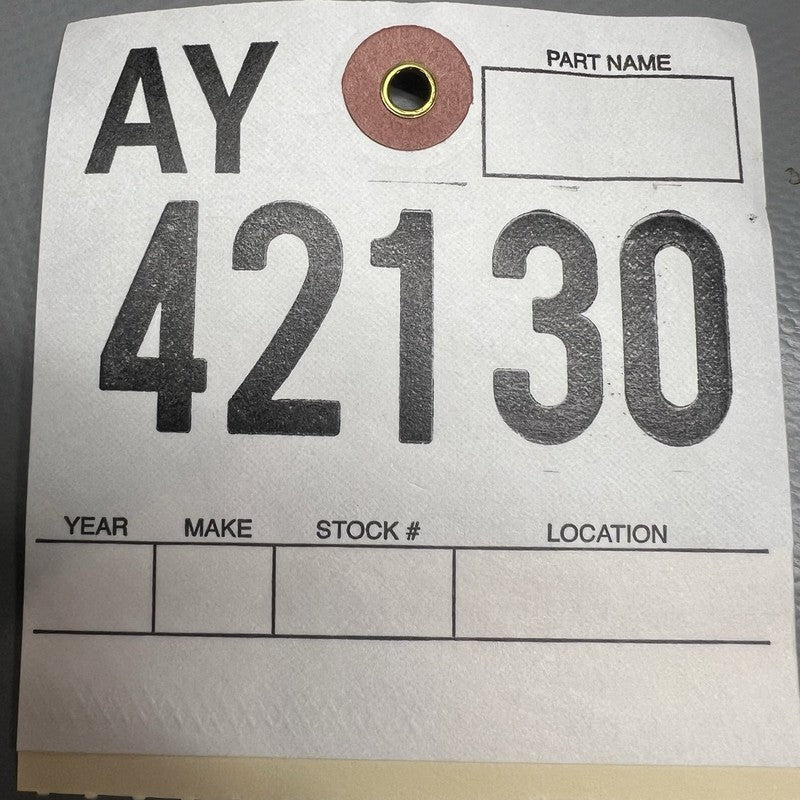 AY
PART NAME
42130
YEAR MAKE STOCK # LOCATION